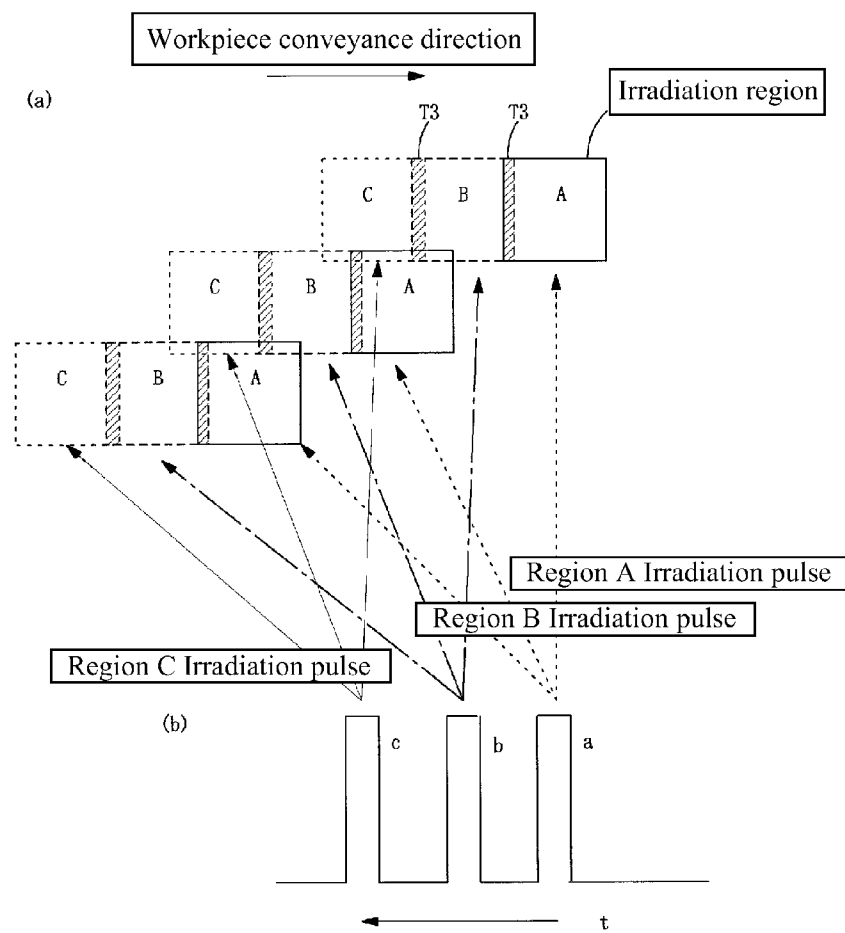 Workpiece conveyance direction
(a)
Irradiation region
T3 T3
C B A
C B A
C B A
Region A Irradiation pulse
Region B Irradiation pulse
Region C Irradiation pulse
(b)
c b a
t